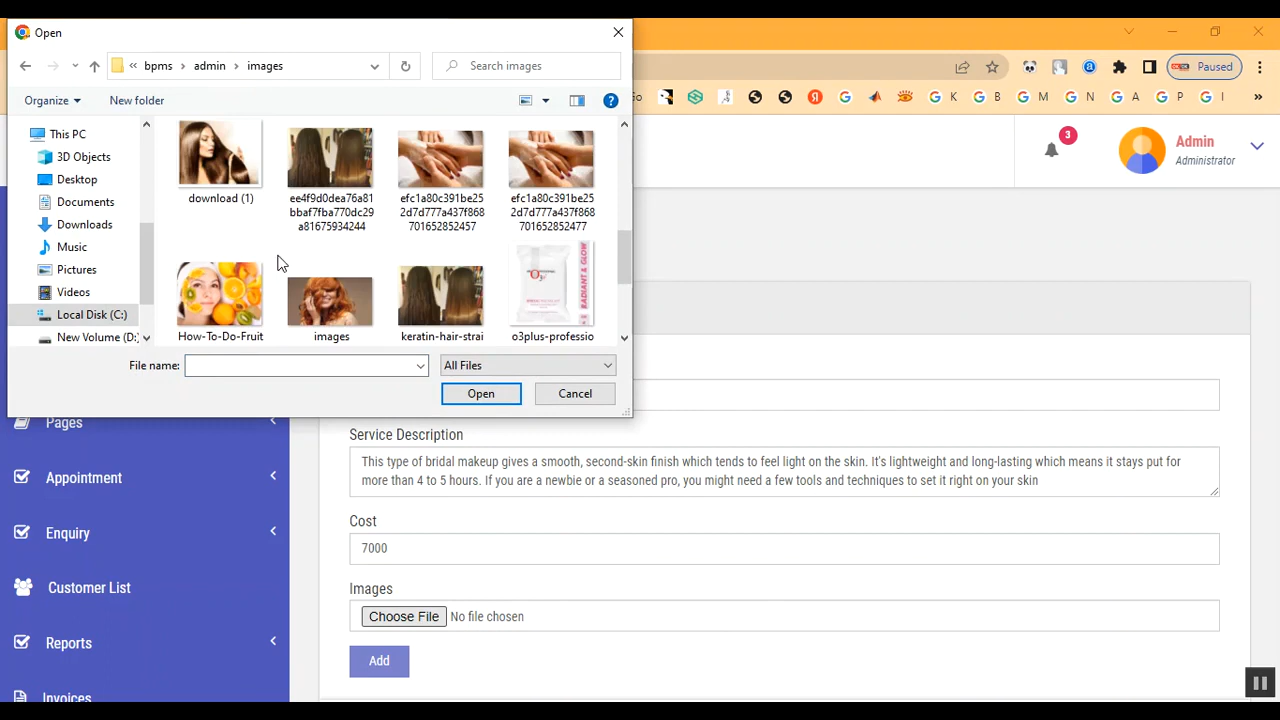 Open
bpms > admin > images
Search images
Paused
Organize
New folder
Go
K
B
M
N
A
P
»
This PC
3D Objects
Desktop
Documents
Downloads
Music
Pictures
Videos
Local Disk (C:)
New Volume (D:)
download (1)
ee4f9d0dea76a81
bbaf7fba770dc29
a81675934244
efc1a80c391be25
2d7d777a437f868
701652852457
efc1a80c391be25
2d7d777a437f868
701652852477
How-To-Do-Fruit
images
keratin-hair-strai
o3plus-professio
O3+
RADIANT & GLOW
File name:
All Files
Open
Cancel
3
Admin
Administrator
Pages
Appointment
Enquiry
Customer List
Reports
Invoices
Service Description
This type of bridal makeup gives a smooth, second-skin finish which tends to feel light on the skin. It's lightweight and long-lasting which means it stays put for
more than 4 to 5 hours. If you are a newbie or a seasoned pro, you might need a few tools and techniques to set it right on your skin
Cost
7000
Images
Choose File No file chosen
Add